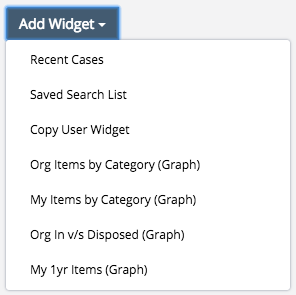 Add Widget
Recent Cases
Saved Search List
Copy User Widget
Org Items by Category (Graph)
My Items by Category (Graph)
Org In v/s Disposed (Graph)
My 1yr Items (Graph)